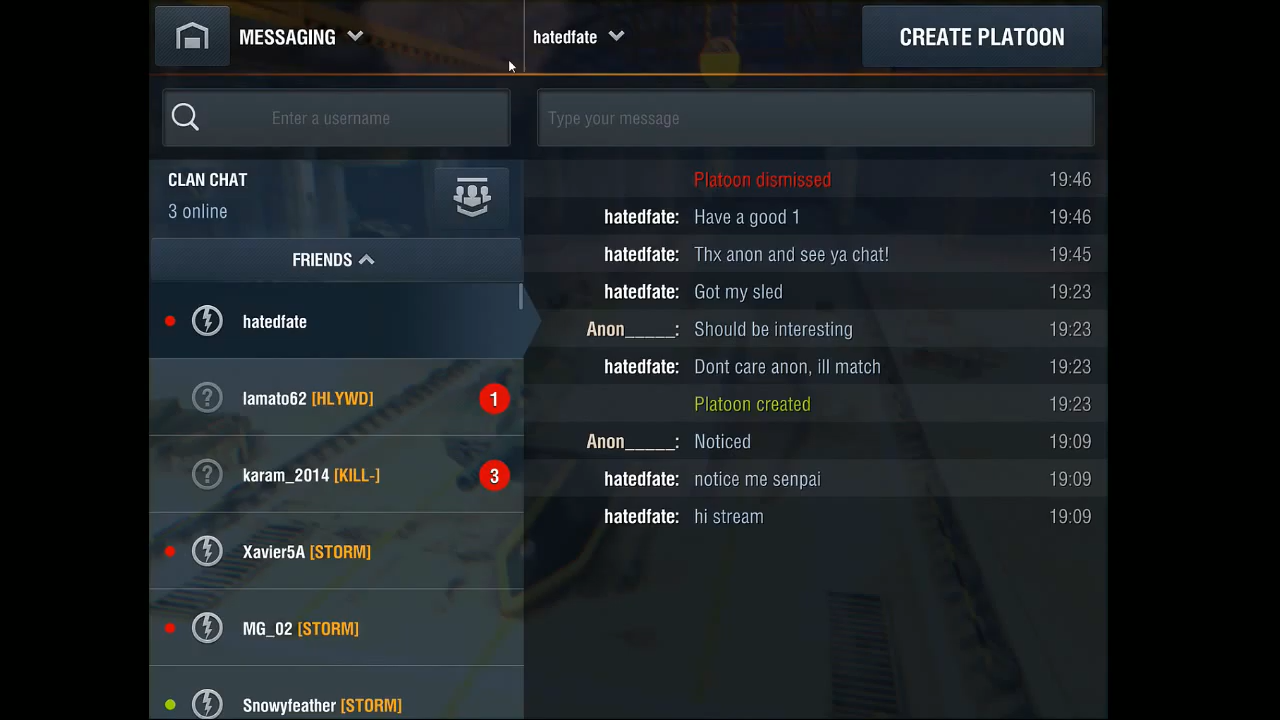 MESSAGING
hatedfate
CREATE PLATOON
Enter a username
Type your message
CLAN CHAT
3 online
FRIENDS
hatedfate
lamato62 [HLYWD]
1
karam_2014 [KILL-]
3
Xavier5A [STORM]
MG_02 [STORM]
Snowyfeather [STORM]
Platoon dismissed 19:46
hatedfate: Have a good 1 19:46
hatedfate: Thx anon and see ya chat! 19:45
hatedfate: Got my sled 19:23
Anon_____: Should be interesting 19:23
hatedfate: Dont care anon, ill match 19:23
Platoon created 19:23
Anon_____: Noticed 19:09
hatedfate: notice me senpai 19:09
hatedfate: hi stream 19:09